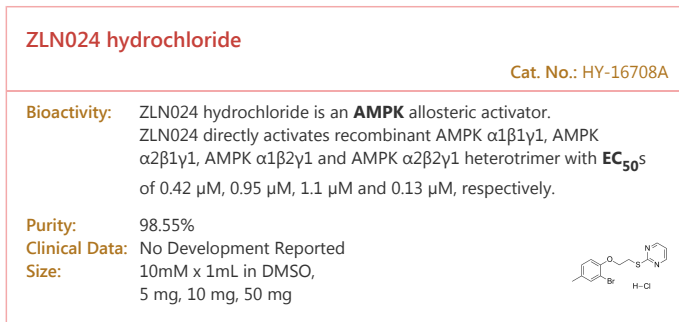 ZLN024 hydrochloride
Cat. No.: HY-16708A
Bioactivity: ZLN024 hydrochloride is an AMPK allosteric activator.
ZLN024 directly activates recombinant AMPK α1β1γ1, AMPK
α2β1γ1, AMPK α1β2γ1 and AMPK α2β2γ1 heterotrimer with EC50s
of 0.42 μM, 0.95 μM, 1.1 μM and 0.13 μM, respectively.
Purity: 98.55%
Clinical Data: No Development Reported
Size: 10mM x 1mL in DMSO,
5 mg, 10 mg, 50 mg
N
O
S
N
Br
H-Cl